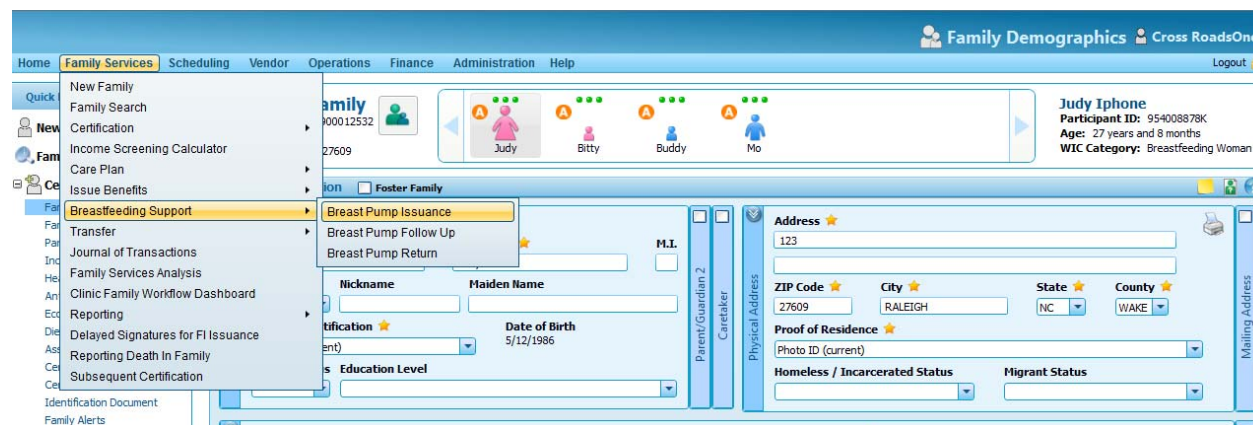 Family Demographics Cross RoadsOne
Home Family Services Scheduling Vendor Operations Finance Administration Help Logout
Quick
New Family
Family Search
Certification
Income Screening Calculator
Care Plan
Issue Benefits
Breastfeeding Support
Transfer
Journal of Transactions
Family Services Analysis
Clinic Family Workflow Dashboard
Reporting
Delayed Signatures for FI Issuance
Reporting Death In Family
Subsequent Certification
Breast Pump Issuance
Breast Pump Follow Up
Breast Pump Return
New
Fam
Ce
Identification Document
Family Alerts
amily
900012532
27609
A A A A
Judy Bitty Buddy Mo
Judy Iphone
Participant ID: 954008878K
Age: 27 years and 8 months
WIC Category: Breastfeeding Woman
ion Foster Family
M.I.
Nickname Maiden Name
tification Date of Birth
ent) 5/12/1986
s Education Level
Parent/Guardian 2
Caretaker
Physical Address
Address
123
ZIP Code City State County
27609 RALEIGH NC WAKE
Proof of Residence
Photo ID (current)
Homeless / Incarcerated Status Migrant Status
Mailing Address